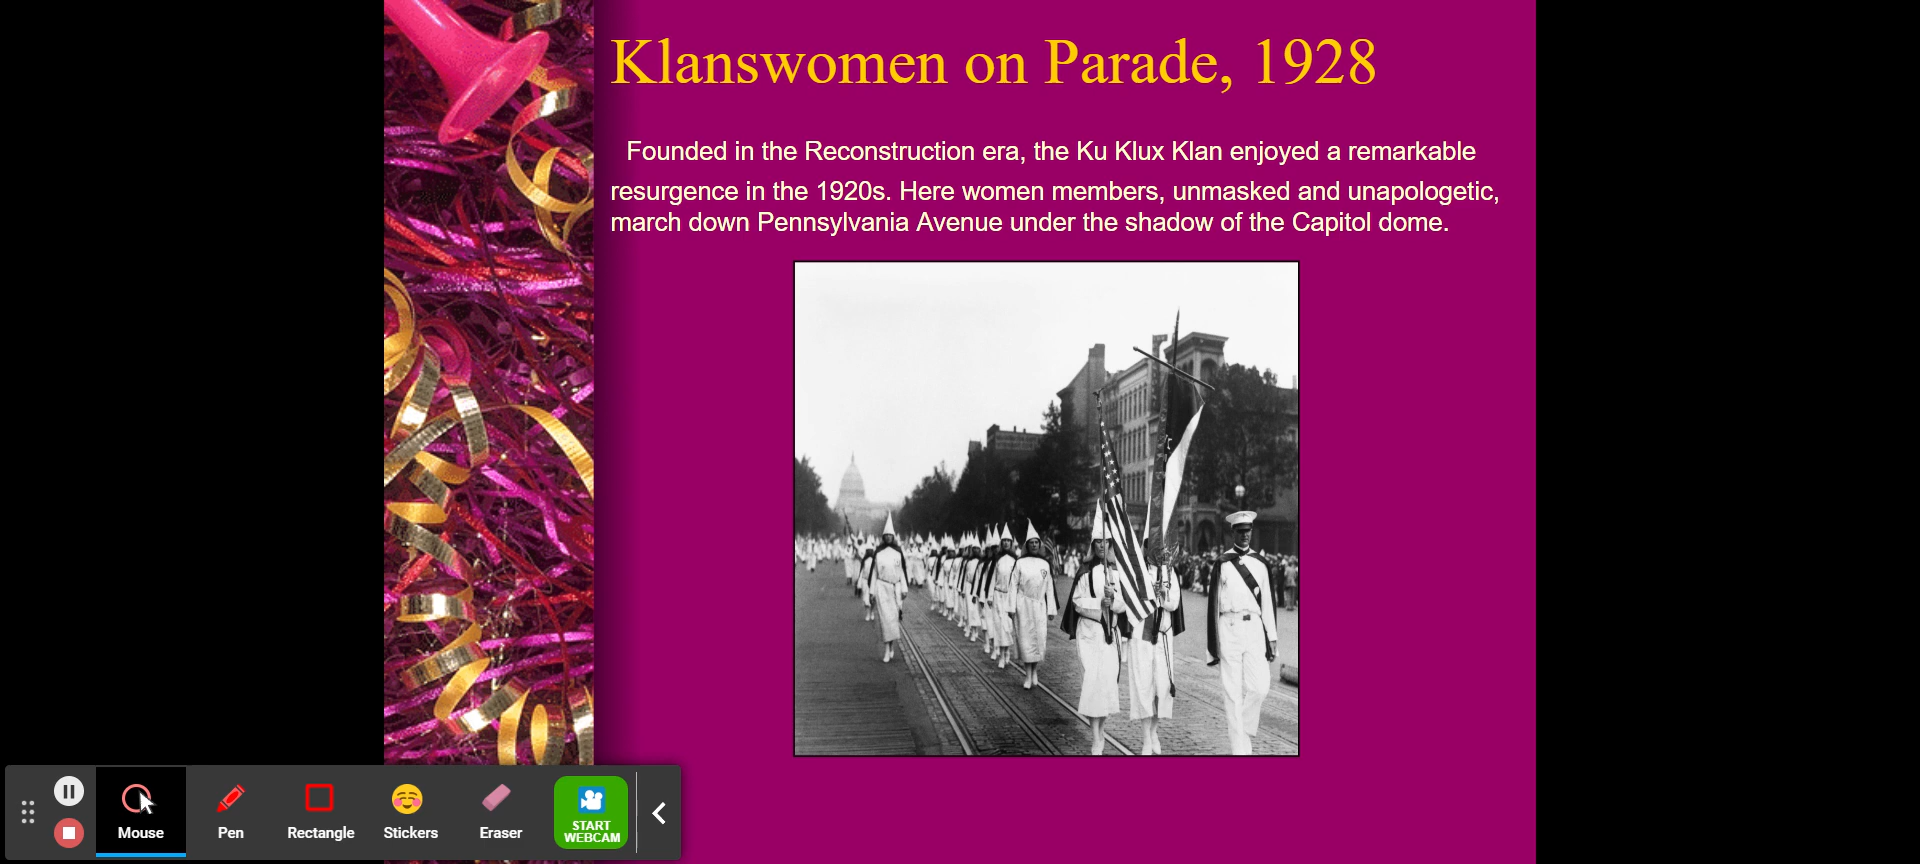 Klanswomen on Parade, 1928
Founded in the Reconstruction era, the Ku Klux Klan enjoyed a remarkable
resurgence in the 1920s. Here women members, unmasked and unapologetic,
march down Pennsylvania Avenue under the shadow of the Capitol dome.
Mouse
Pen
Rectangle
Stickers
Eraser
START
WEBCAM